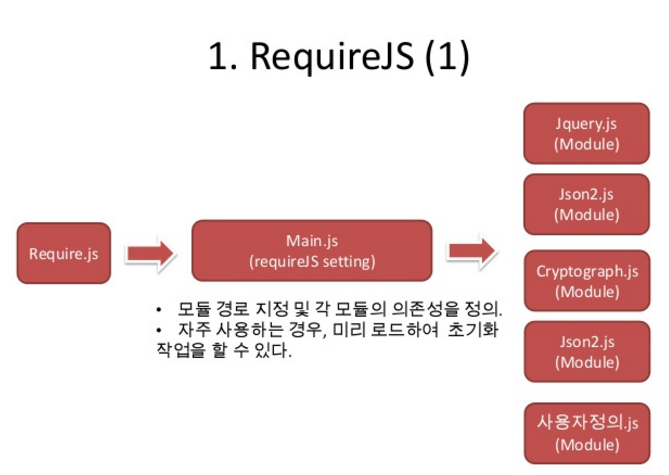 1. RequireJS (1)
Require.js
Main.js
(requireJS setting)
• 모듈 경로 지정 및 각 모듈의 의존성을 정의.
• 자주 사용하는 경우, 미리 로드하여 초기화
작업을 할 수 있다.
Jquery.js
(Module)
Json2.js
(Module)
Cryptograph.js
(Module)
Json2.js
(Module)
사용자정의.js
(Module)